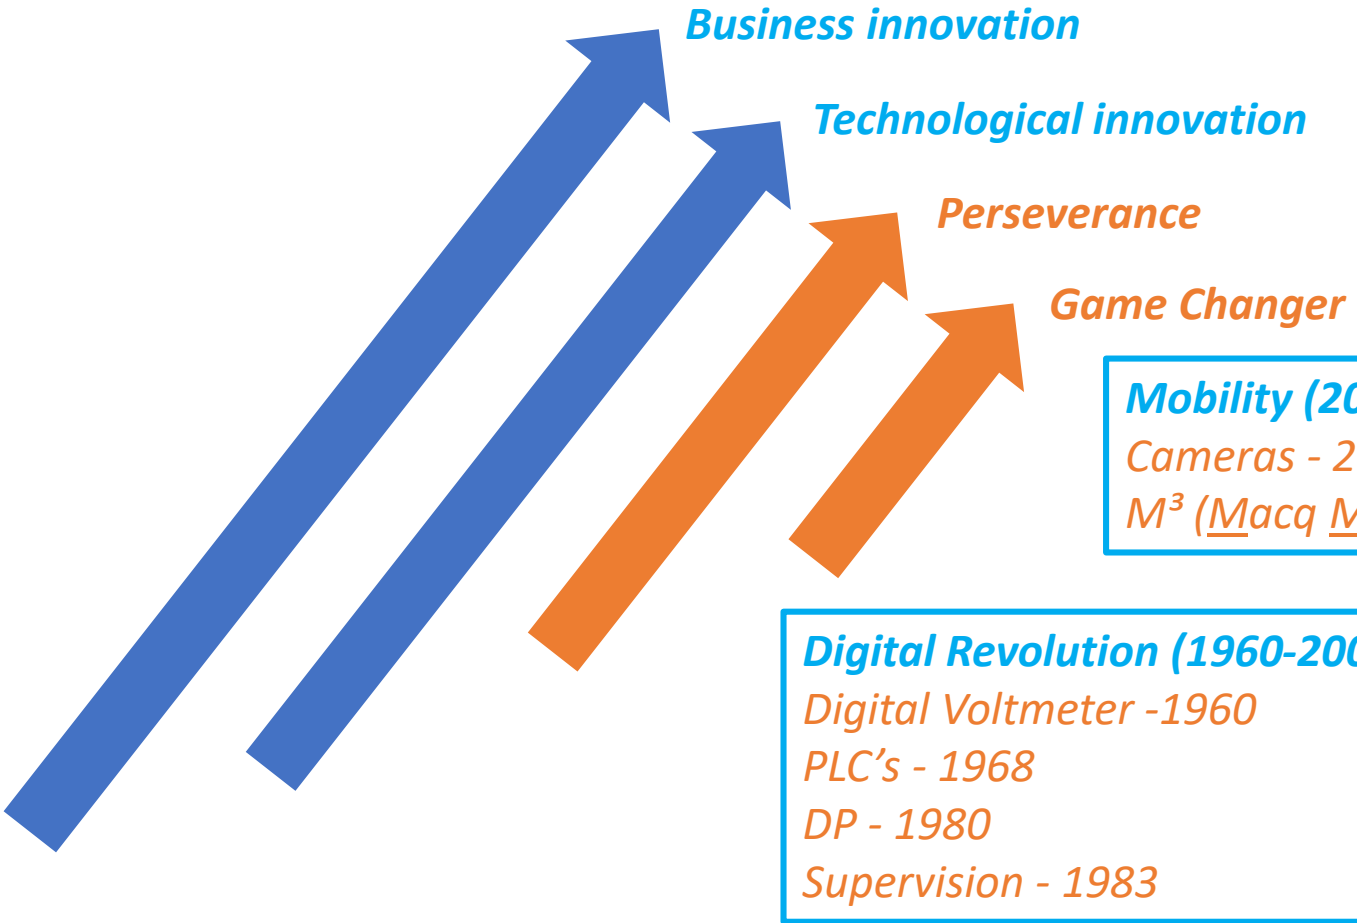 Business innovation
Technological innovation
Perseverance
Game Changer
Mobility (20
Cameras - 2
M³ (Macq M
Digital Revolution (1960-200
Digital Voltmeter -1960
PLC’s - 1968
DP - 1980
Supervision - 1983